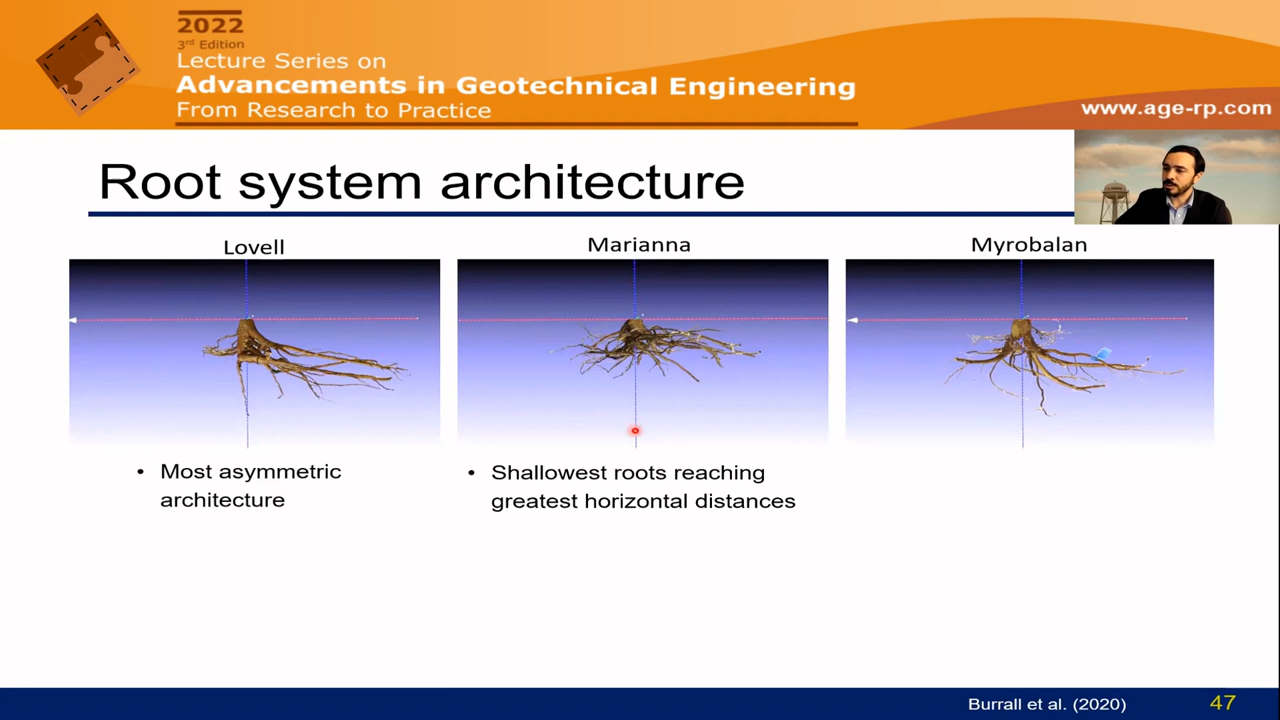 2022
3rd Edition
Lecture Series on
Advancements in Geotechnical Engineering
From Research to Practice
www.age-rp.com
Root system architecture
Lovell
Marianna
Myrobalan
• Most asymmetric
architecture
• Shallowest roots reaching
greatest horizontal distances
Burrall et al. (2020)
47